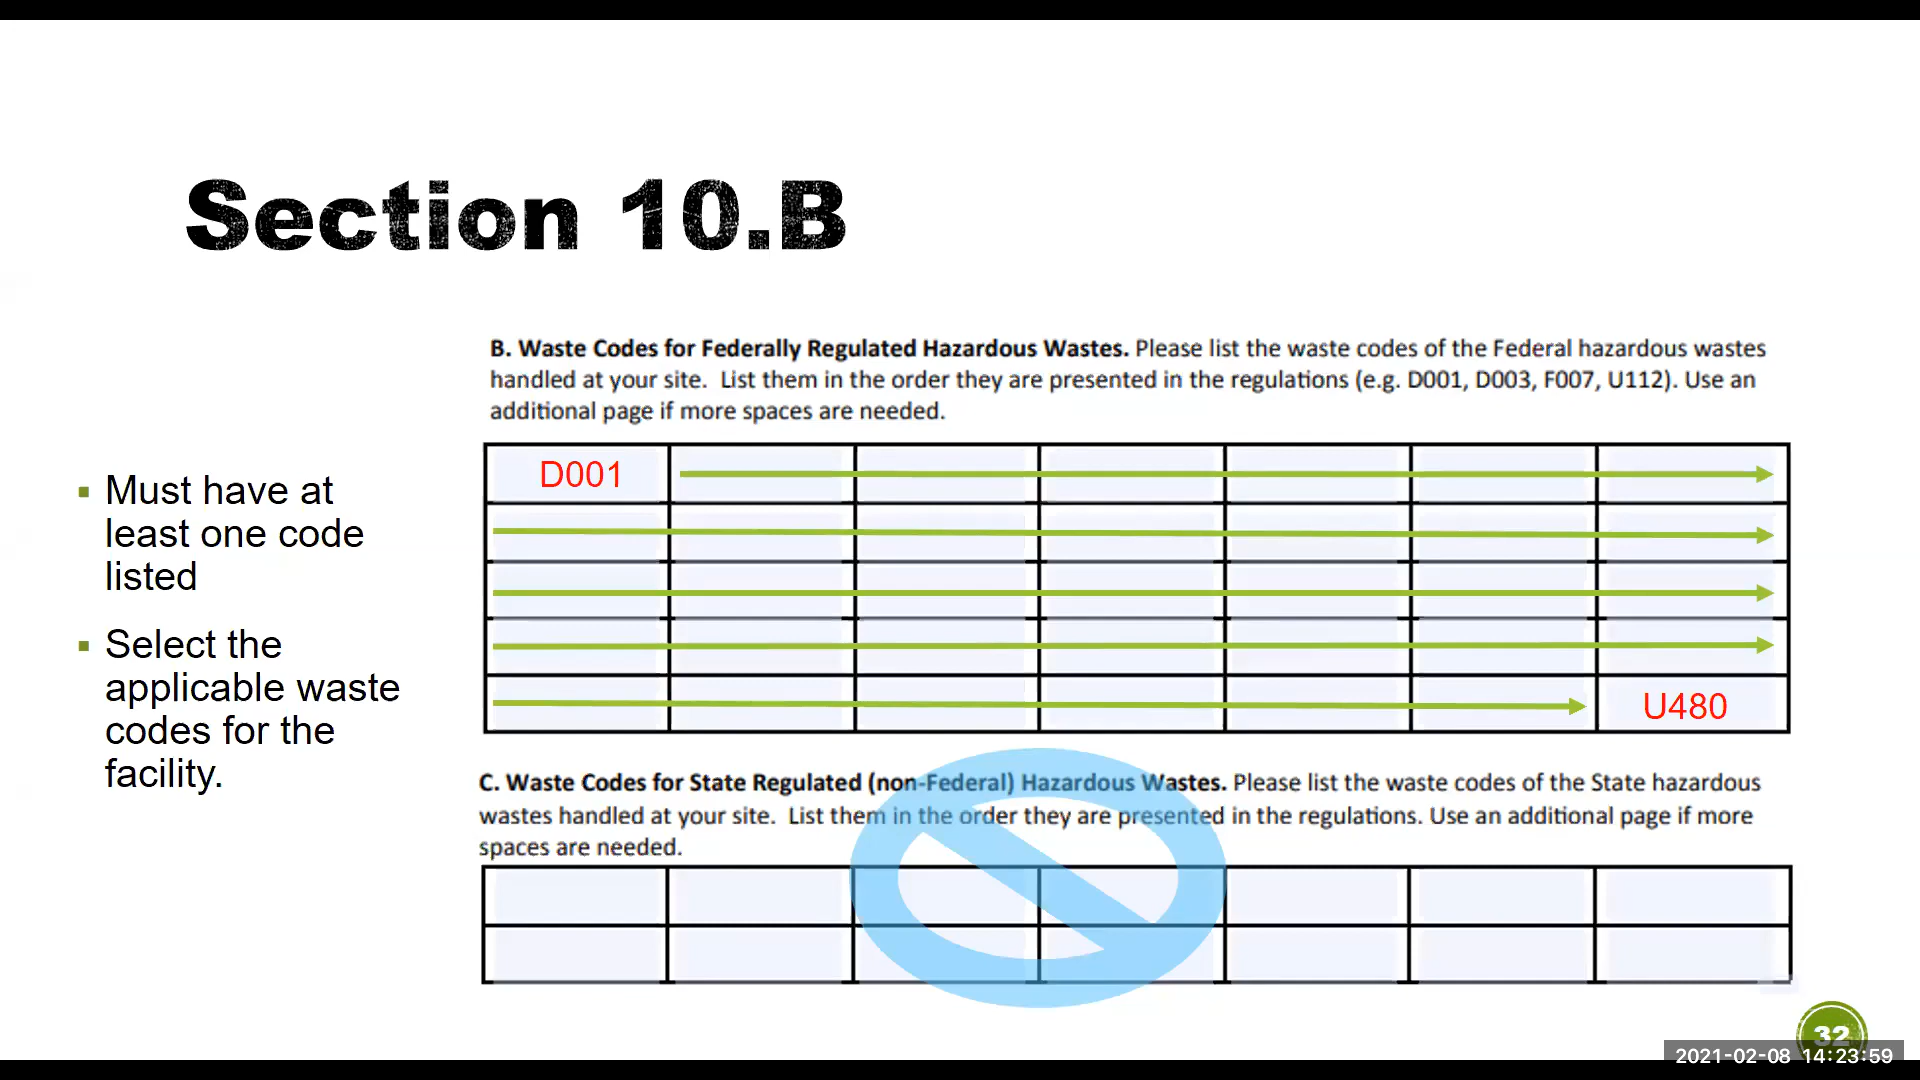 Section 10.B
Must have at
least one code
listed
Select the
applicable waste
codes for the
facility.
B. Waste Codes for Federally Regulated Hazardous Wastes. Please list the waste codes of the Federal hazardous wastes
handled at your site. List them in the order they are presented in the regulations (e.g. D001, D003, F007, U112). Use an
additional page if more spaces are needed.
D001
U480
C. Waste Codes for State Regulated (non-Federal) Hazardous Wastes. Please list the waste codes of the State hazardous
wastes handled at your site. List them in the order they are presented in the regulations. Use an additional page if more
spaces are needed.
32
2021-02-08 14:23:59